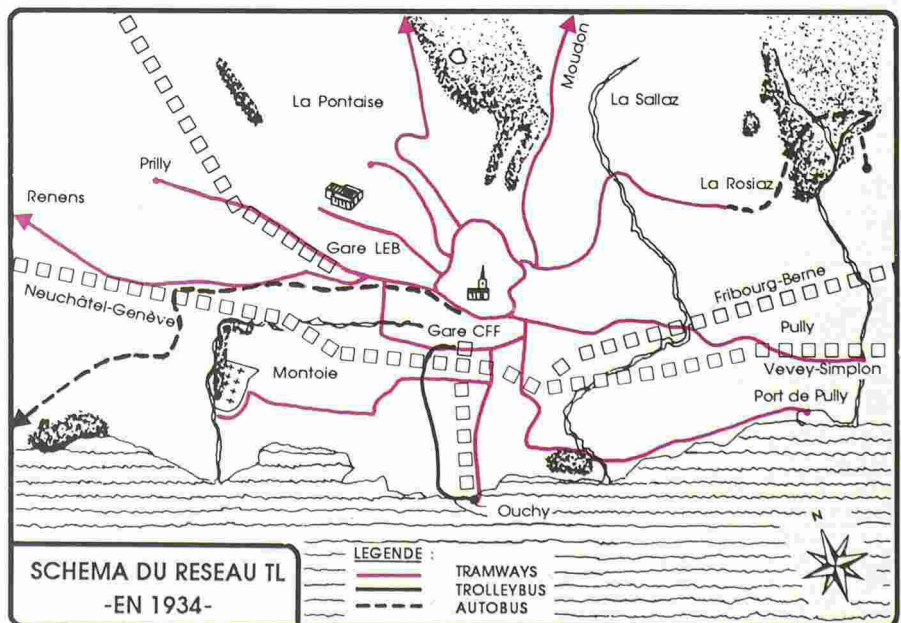 Moudon
La Pontaise
La Sallaz
Prilly
La Rosiaz
Renens
Gare LEB
Fribourg-Berne
Neuchâtel-Genève
Gare CFF
Pully
Vevey-Simplon
Montoie
Port de Pully
Ouchy
N
SCHEMA DU RESEAU TL
-EN 1934-
LEGENDE :
TRAMWAYS
TROLLEYBUS
AUTOBUS